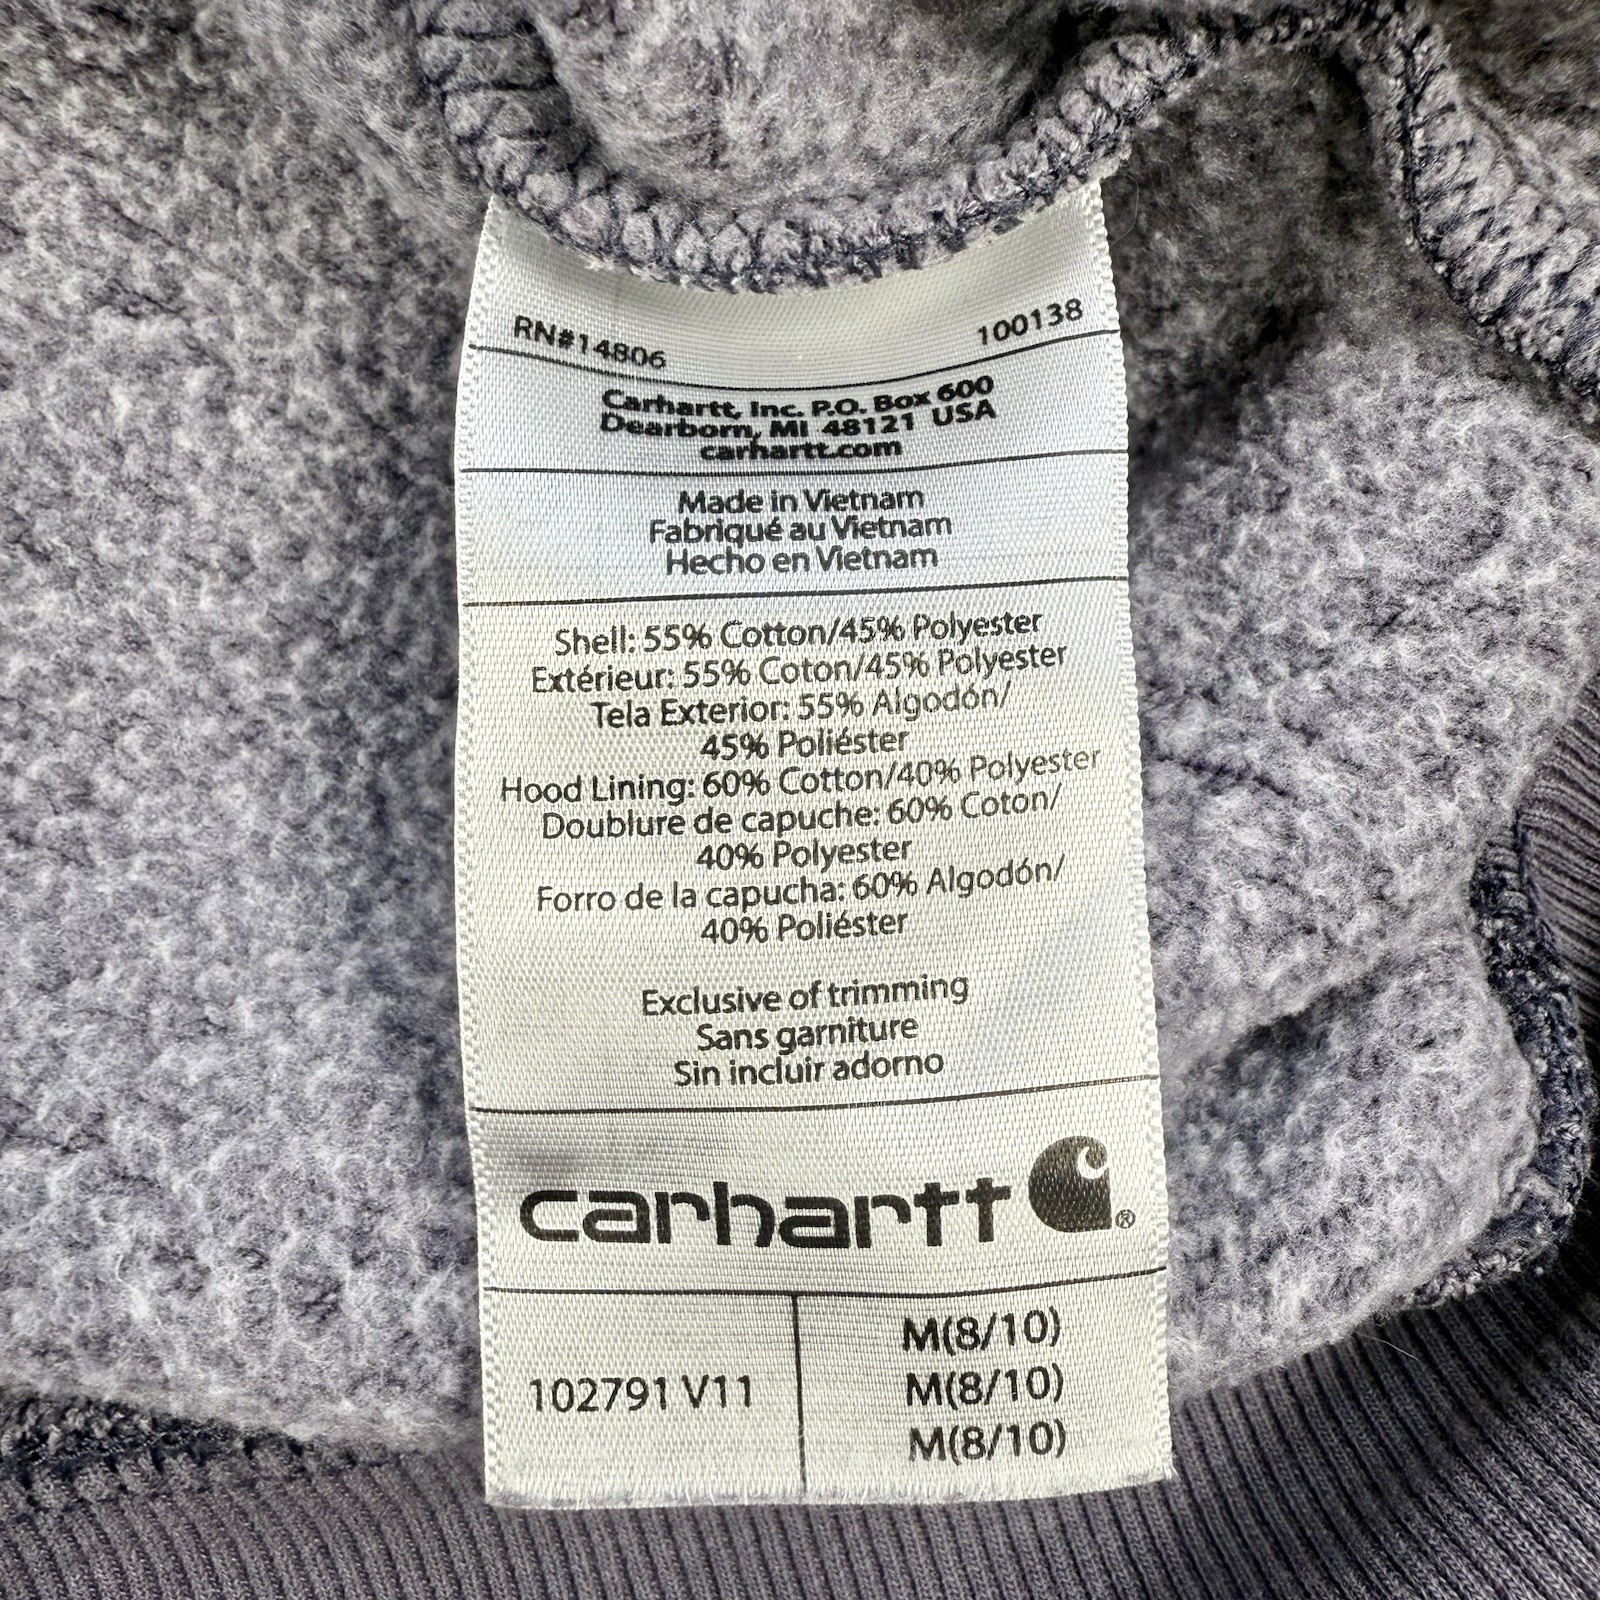 RN#14806 100138
Carhartt, Inc. P.O. Box 600
Dearborn, MI 48121 USA
carhartt.com
Made in Vietnam
Fabriqué au Vietnam
Hecho en Vietnam
Shell: 55% Cotton/45% Polyester
Extérieur: 55% Coton/45% Polyester
Tela Exterior: 55% Algodón/
45% Poliéster
Hood Lining: 60% Cotton/40% Polyester
Doublure de capuche: 60% Coton/
40% Polyester
Forro de la capucha: 60% Algodón/
40% Poliéster
Exclusive of trimming
Sans garniture
Sin incluir adorno
carhartt ®
102791 V11
M(8/10)
M(8/10)
M(8/10)